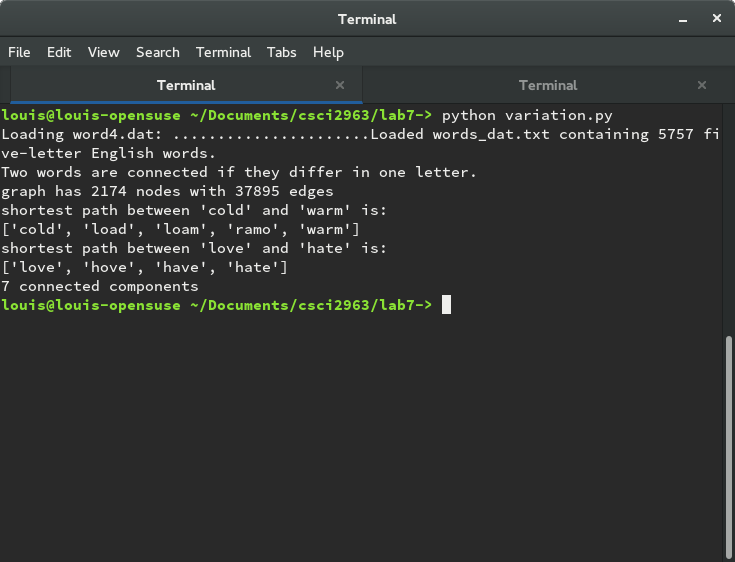 Terminal
File Edit View Search Terminal Tabs Help
Terminal Terminal
louis@louis-opensuse ~/Documents/csci2963/lab7-> python variation.py
Loading word4.dat: ......................Loaded words_dat.txt containing 5757 fi
ve-letter English words.
Two words are connected if they differ in one letter.
graph has 2174 nodes with 37895 edges
shortest path between 'cold' and 'warm' is:
['cold', 'load', 'loam', 'ramo', 'warm']
shortest path between 'love' and 'hate' is:
['love', 'hove', 'have', 'hate']
7 connected components
louis@louis-opensuse ~/Documents/csci2963/lab7->